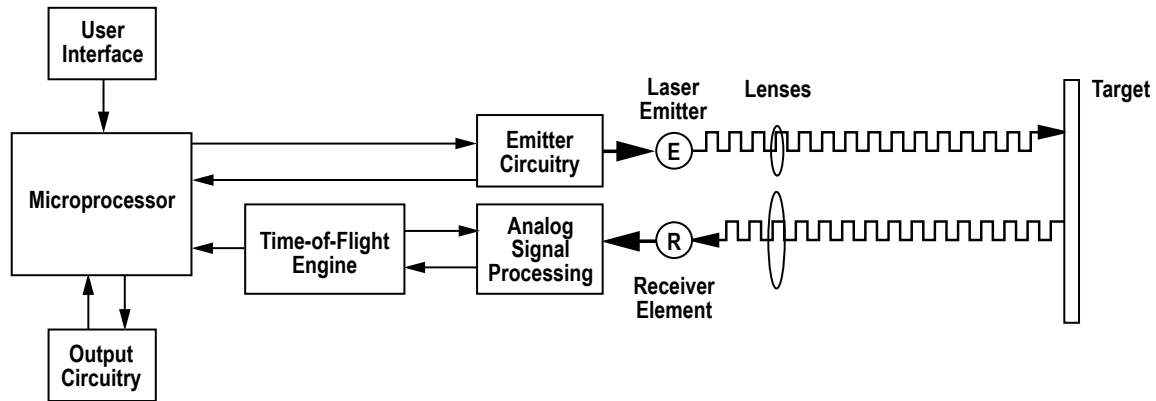 User
Interface
Microprocessor
Output
Circuitry
Emitter
Circuitry
Time-of-Flight
Engine
Analog
Signal
Processing
Laser
Emitter
E
Lenses
Target
R
Receiver
Element